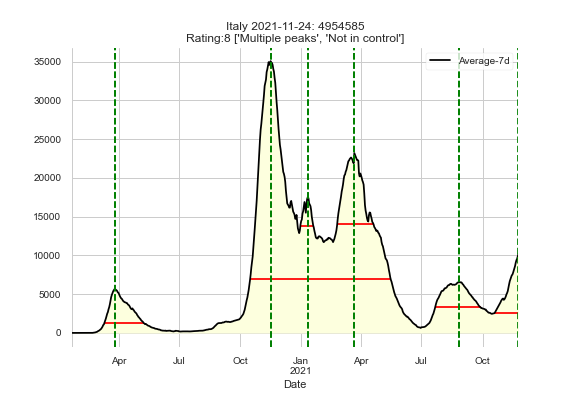 Italy 2021-11-24: 4954585
Rating:8 ['Multiple peaks', 'Not in control']
Average-7d
35000
30000
25000
20000
15000
10000
5000
0
Apr
Jul
Oct
Jan
2021
Apr
Jul
Oct
Date